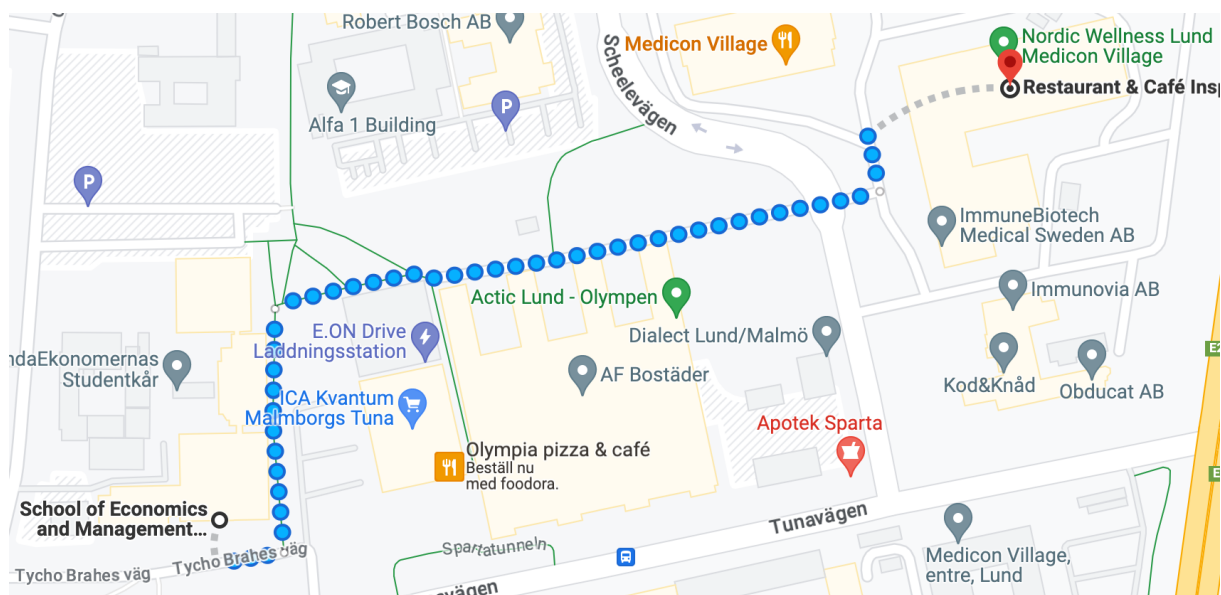 Robert Bosch AB
Medicon Village
Nordic Wellness Lund
Medicon Village
Restaurant & Café Insp
Scheelevägen
P
Alfa 1 Building
P
ImmuneBiotech
Medical Sweden AB
Immunovia AB
Actic Lund - Olympen
E.ON Drive
Laddningsstation
Dialect Lund/Malmö
E2
ndaEkonomernas
Studentkår
AF Bostäder
Kod&Knåd
Obducat AB
ICA Kvantum
Malmborgs Tuna
Apotek Sparta
Olympia pizza & café
Beställ nu
med foodora.
E
School of Economics
and Management...
Tunavägen
Spartatunneln
Tycho Brahes väg
Tycho Brahes väg
Medicon Village,
entre, Lund
vägen